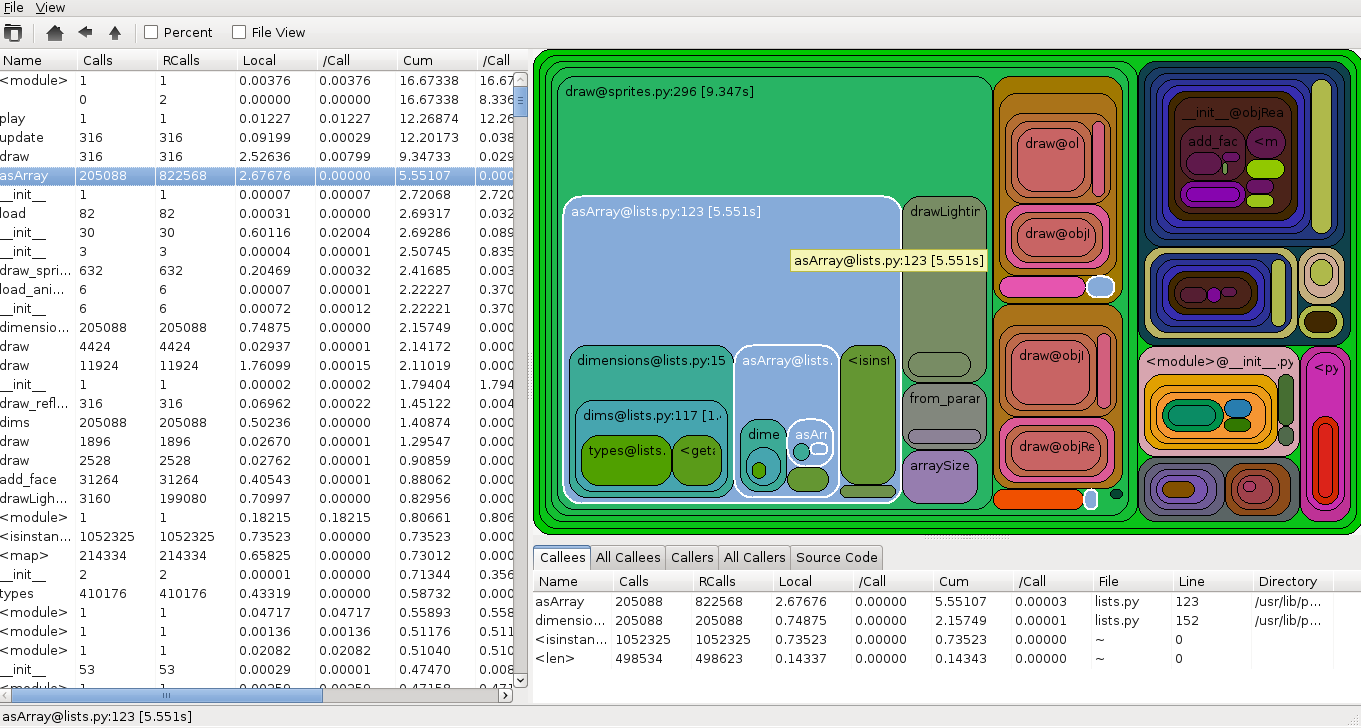 File View
Percent File View
Name Calls RCalls Local /Call Cum /Call
<module> 1 1 0.00376 0.00376 16.67338 16.67
0 2 0.00000 0.00000 16.67338 8.336
play 1 1 0.01227 0.01227 12.26874 12.26
update 316 316 0.09199 0.00029 12.20173 0.038
draw 316 316 2.52636 0.00799 9.34733 0.029
asArray 205088 822568 2.67676 0.00000 5.55107 0.000
__init__ 1 1 0.00007 0.00007 2.72068 2.720
load 82 82 0.00031 0.00000 2.69317 0.032
__init__ 30 30 0.60116 0.02004 2.69286 0.089
__init__ 3 3 0.00004 0.00001 2.50745 0.835
draw_spri... 632 632 0.20469 0.00032 2.41685 0.003
load_ani... 6 6 0.00007 0.00001 2.22227 0.370
__init__ 6 6 0.00072 0.00012 2.22221 0.370
dimensio... 205088 205088 0.74875 0.00000 2.15749 0.000
draw 4424 4424 0.02937 0.00001 2.14172 0.000
draw 11924 11924 1.76099 0.00015 2.11019 0.000
__init__ 1 1 0.00002 0.00002 1.79404 1.794
draw_refl... 316 316 0.06962 0.00022 1.45122 0.004
dims 205088 205088 0.50236 0.00000 1.40874 0.000
draw 1896 1896 0.02670 0.00001 1.29547 0.000
draw 2528 2528 0.02762 0.00001 0.90859 0.000
add_face 31264 31264 0.40543 0.00001 0.88062 0.000
drawLigh... 3160 199080 0.70997 0.00000 0.82956 0.000
<module> 1 1 0.18215 0.18215 0.80661 0.806
<isinstan... 1052325 1052325 0.73523 0.00000 0.73523 0.000
<map> 214334 214334 0.65825 0.00000 0.73012 0.000
__init__ 2 2 0.00001 0.00000 0.71344 0.356
types 410176 410176 0.43319 0.00000 0.58732 0.000
<module> 1 1 0.04717 0.04717 0.55893 0.558
<module> 1 1 0.00136 0.00136 0.51176 0.511
<module> 1 1 0.02082 0.02082 0.51040 0.510
__init__ 53 53 0.00029 0.00001 0.47470 0.008
<module> 1 1 0.00259 0.00259 0.47158 0.471
draw@sprites.py:296 [9.347s]
asArray@lists.py:123 [5.551s]
asArray@lists.py:123 [5.551s]
dimensions@lists.py:15
dims@lists.py:117 [1.
types@lists.
<geta
asArray@lists.
dime
asArr
<isinst
drawLightin
from_parar
arraySize
draw@ol
draw@obj
draw@obj
draw@objRe
__init__@objRea
add_fac
<m
<module>@__init__.py
<py
Callees All Callees Callers All Callers Source Code
Name Calls RCalls Local /Call Cum /Call File Line Directory
asArray 205088 822568 2.67676 0.00000 5.55107 0.00003 lists.py 123 /usr/lib/p...
dimensio... 205088 205088 0.74875 0.00000 2.15749 0.00001 lists.py 152 /usr/lib/p...
<isinstan... 1052325 1052325 0.73523 0.00000 0.73523 0.00000 ~ 0
<len> 498534 498623 0.14337 0.00000 0.14343 0.00000 ~ 0
asArray@lists.py:123 [5.551s]